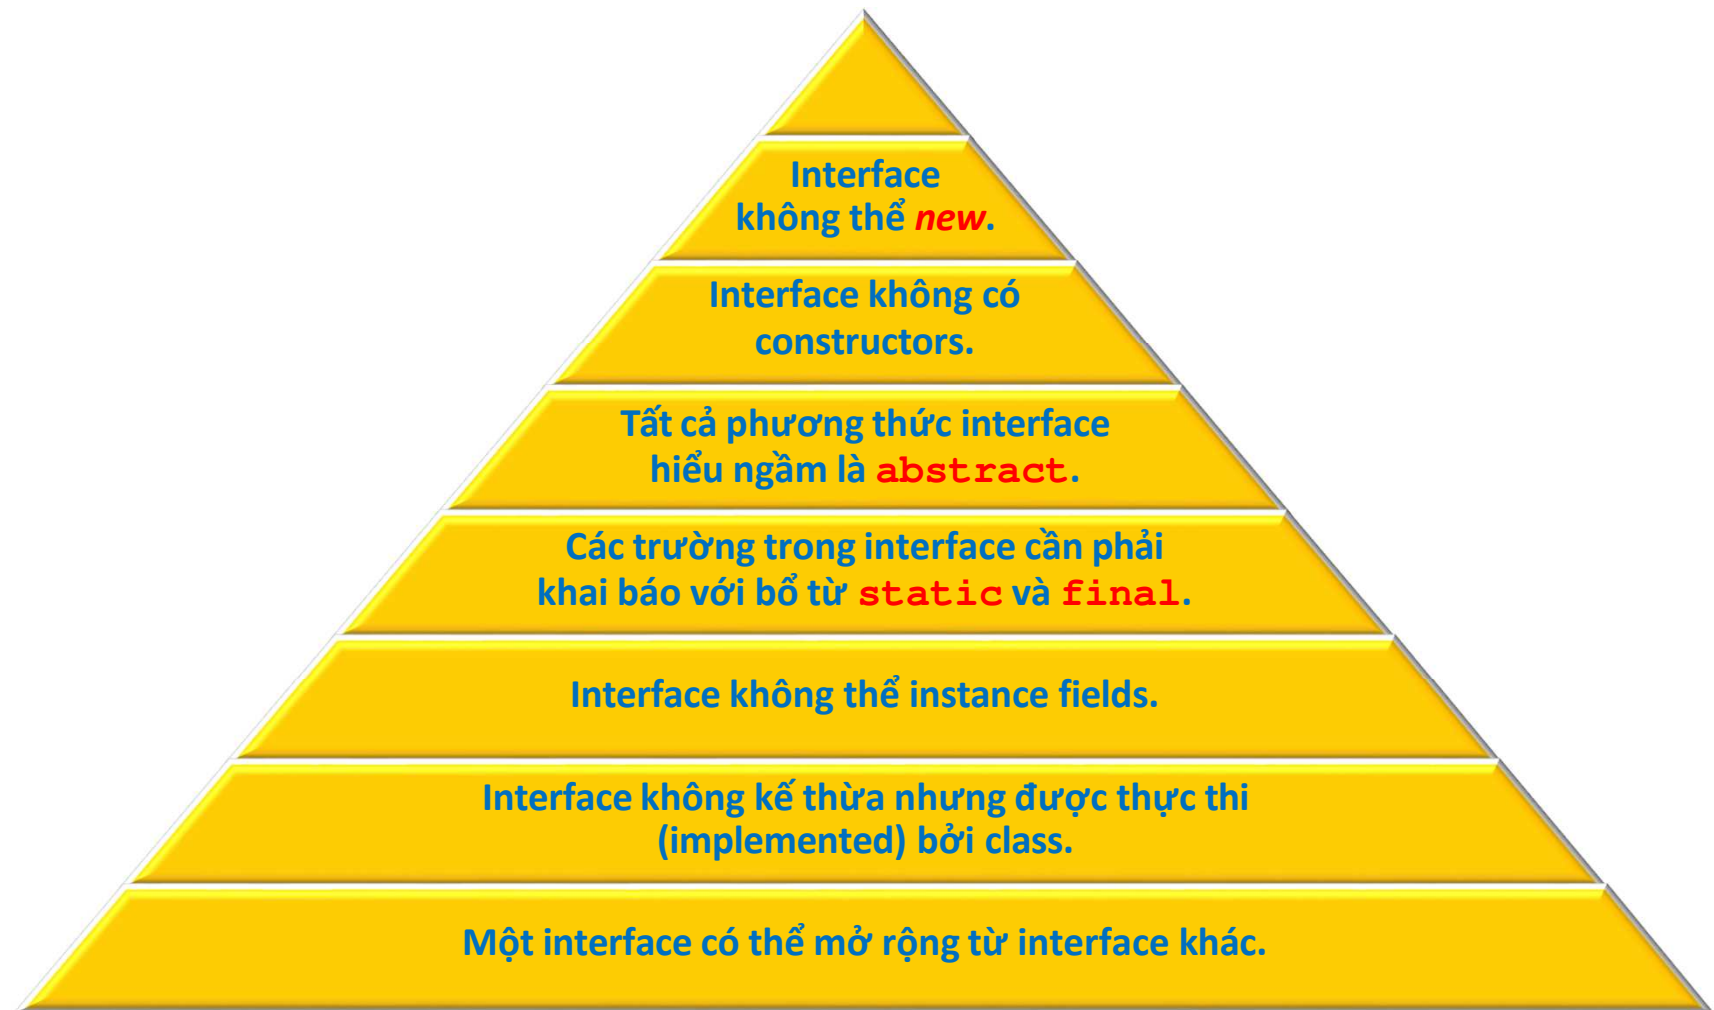 Interface
không thể new.
Interface không có
constructors.
Tất cả phương thức interface
hiểu ngầm là abstract.
Các trường trong interface cần phải
khai báo với bổ từ static và final.
Interface không thể instance fields.
Interface không kế thừa nhưng được thực thi
(implemented) bởi class.
Một interface có thể mở rộng từ interface khác.